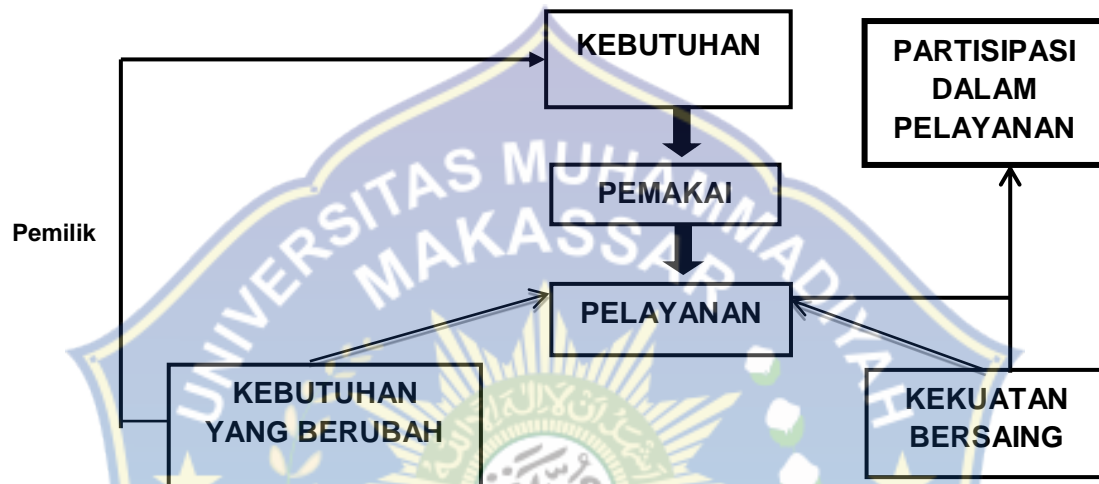 KEBUTUHAN
PARTISIPASI
DALAM
PELAYANAN
PEMAKAI
Pemilik
PELAYANAN
KEBUTUHAN
YANG BERUBAH
KEKUATAN
BERSAING
UNIVERSITAS MUHAMMADIYAH
MAKASSAR